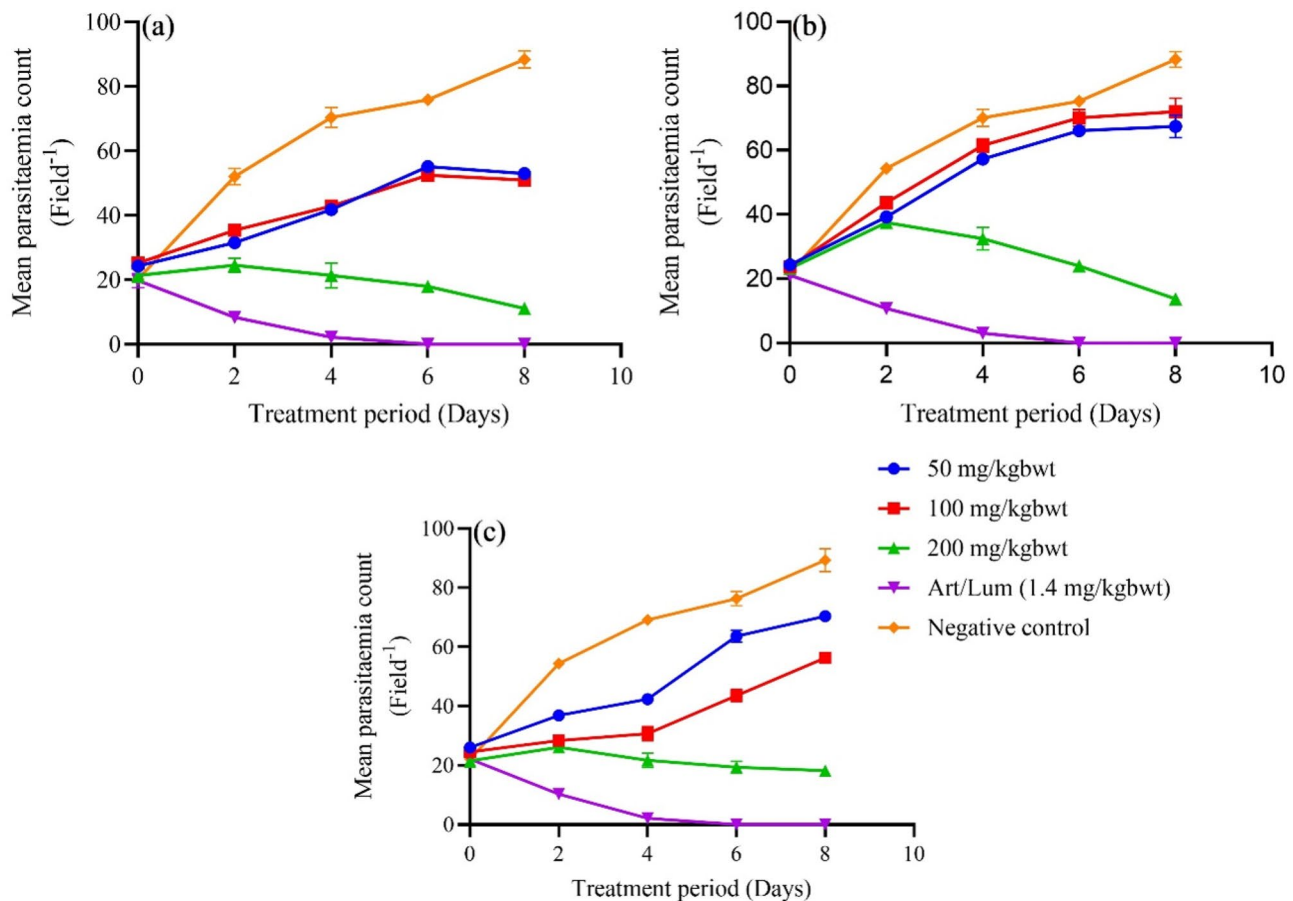 (a)
Mean parasitaemia count
(Field⁻¹)
100
80
60
40
20
0
0 2 4 6 8 10
Treatment period (Days)
(b)
Mean parasitaemia count
(Field⁻¹)
100
80
60
40
20
0
0 2 4 6 8 10
Treatment period (Days)
(c)
Mean parasitaemia count
(Field⁻¹)
100
80
60
40
20
0
0 2 4 6 8 10
Treatment period (Days)
50 mg/kgbwt
100 mg/kgbwt
200 mg/kgbwt
Art/Lum (1.4 mg/kgbwt)
Negative control